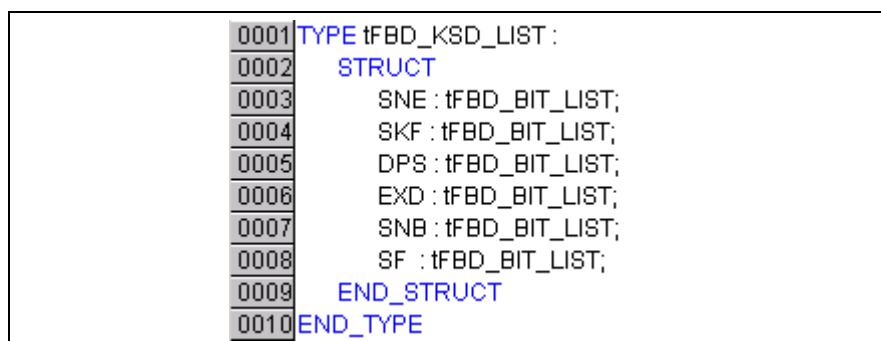 0001 TYPE tFBD_KSD_LIST :
0002 STRUCT
0003 SNE : tFBD_BIT_LIST;
0004 SKF : tFBD_BIT_LIST;
0005 DPS : tFBD_BIT_LIST;
0006 EXD : tFBD_BIT_LIST;
0007 SNB : tFBD_BIT_LIST;
0008 SF : tFBD_BIT_LIST;
0009 END_STRUCT
0010 END_TYPE